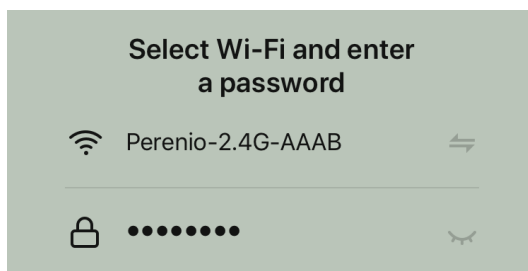 Select Wi-Fi and enter
a password
Perenio-2.4G-AAAB
••••••••